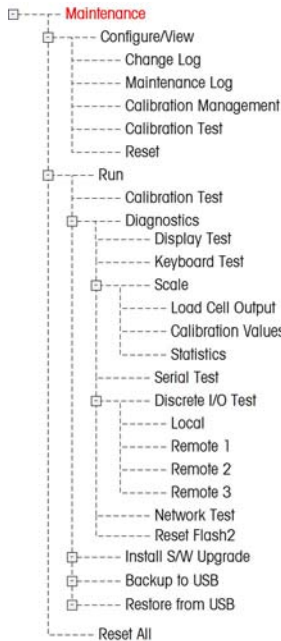 Maintenance
Configure/View
Change Log
Maintenance Log
Calibration Management
Calibration Test
Reset
Run
Calibration Test
Diagnostics
Display Test
Keyboard Test
Scale
Load Cell Output
Calibration Values
Statistics
Serial Test
Discrete I/O Test
Local
Remote 1
Remote 2
Remote 3
Network Test
Reset Flash2
Install S/W Upgrade
Backup to USB
Restore from USB
Reset All